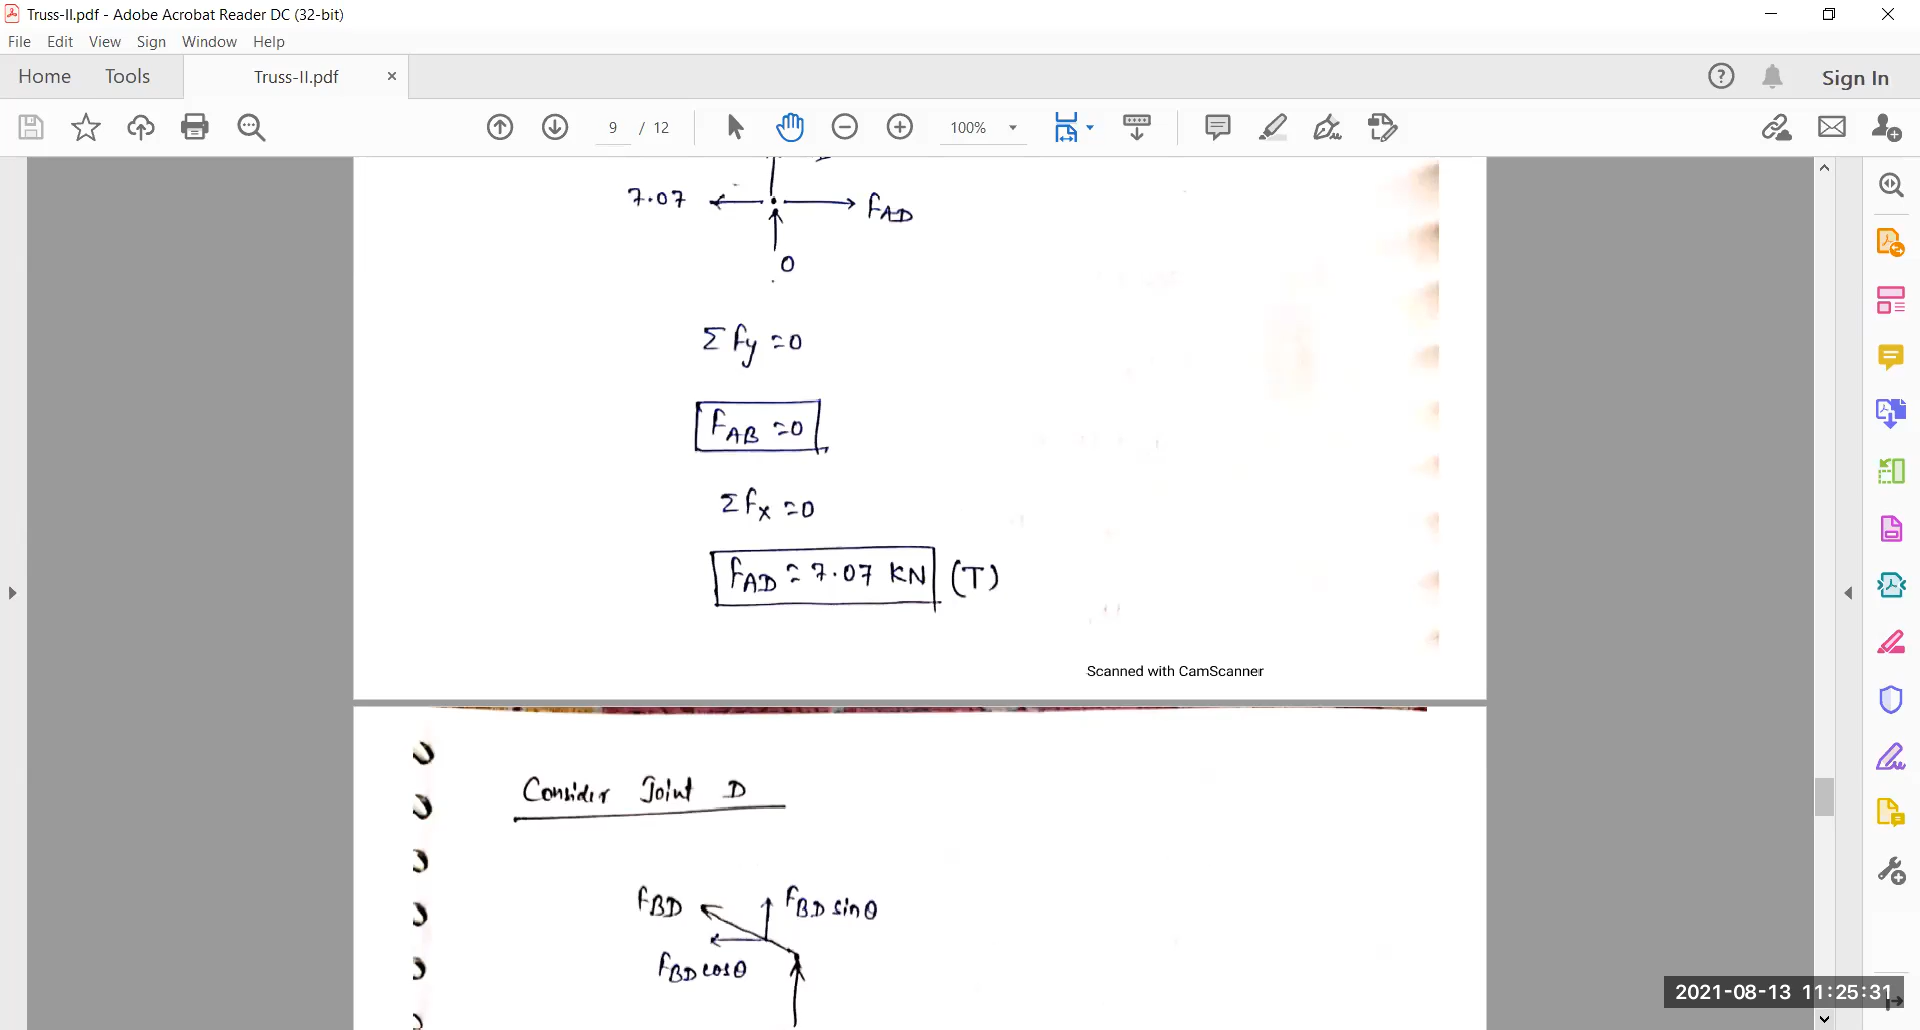 Truss-II.pdf - Adobe Acrobat Reader DC (32-bit)
File Edit View Sign Window Help
Home Tools Truss-II.pdf × Sign In
9 / 12 100%
7.07 FAD
0
Σ Fy = 0
FAB = 0
Σ Fx = 0
FAD = 7.07 KN (T)
Scanned with CamScanner
Consider Joint D
FBD FBD sinθ
FBD cosθ
2021-08-13 11:25:31